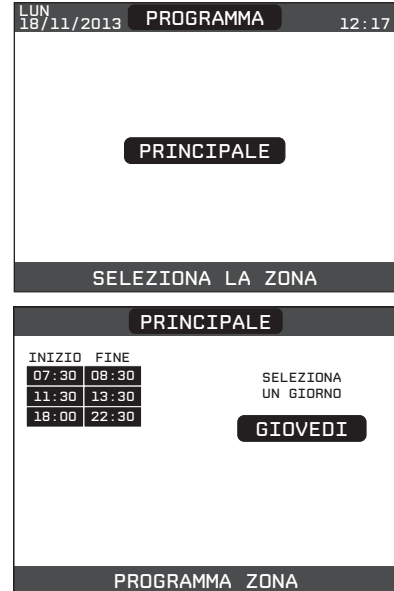 LUN
18/11/2013 PROGRAMMA 12:17
PRINCIPALE
SELEZIONA LA ZONA
PRINCIPALE
INIZIO FINE
07:30 08:30
11:30 13:30
18:00 22:30
SELEZIONA
UN GIORNO
GIOVEDI
PROGRAMMA ZONA